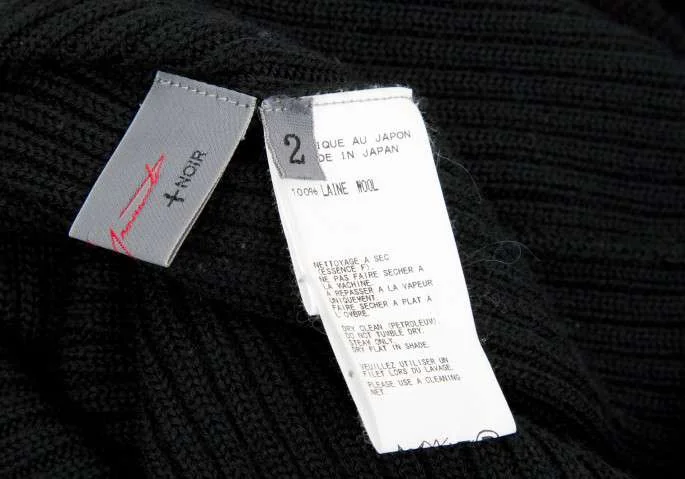 +NOIR
2
IQUE AU JAPON
DE IN JAPAN
100% LAINE WOOL
NETTOYAGE A SEC
(ESSENCE F)
NE PAS FAIRE SECHER A
LA MACHINE.
A REPASSER A LA VAPEUR
UNIQUEMENT
FAIRE SECHER A PLAT A
L'OMBRE.
DRY CLEAN (PETROLEUM).
DO NOT TUMBLE DRY.
STEAM ONLY.
DRY FLAT IN SHADE.
VEUILLEZ UTILISER UN
FILET LORS DU LAVAGE.
PLEASE USE A CLEANING
NET.